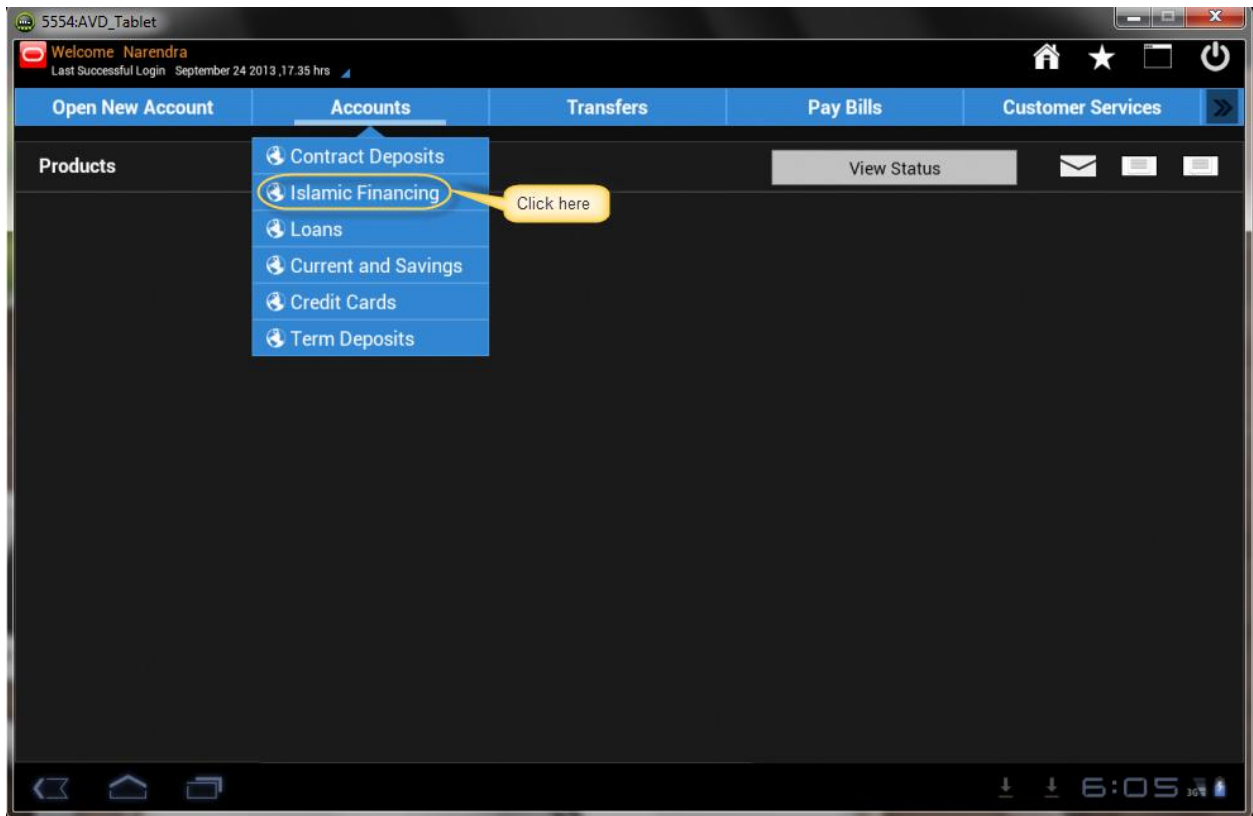 5554:AVD_Tablet
Welcome Narendra
Last Successful Login September 24 2013 ,17.35 hrs
Open New Account Accounts Transfers Pay Bills Customer Services
Products
View Status
Contract Deposits
Islamic Financing
Click here
Loans
Current and Savings
Credit Cards
Term Deposits
6:05
3G